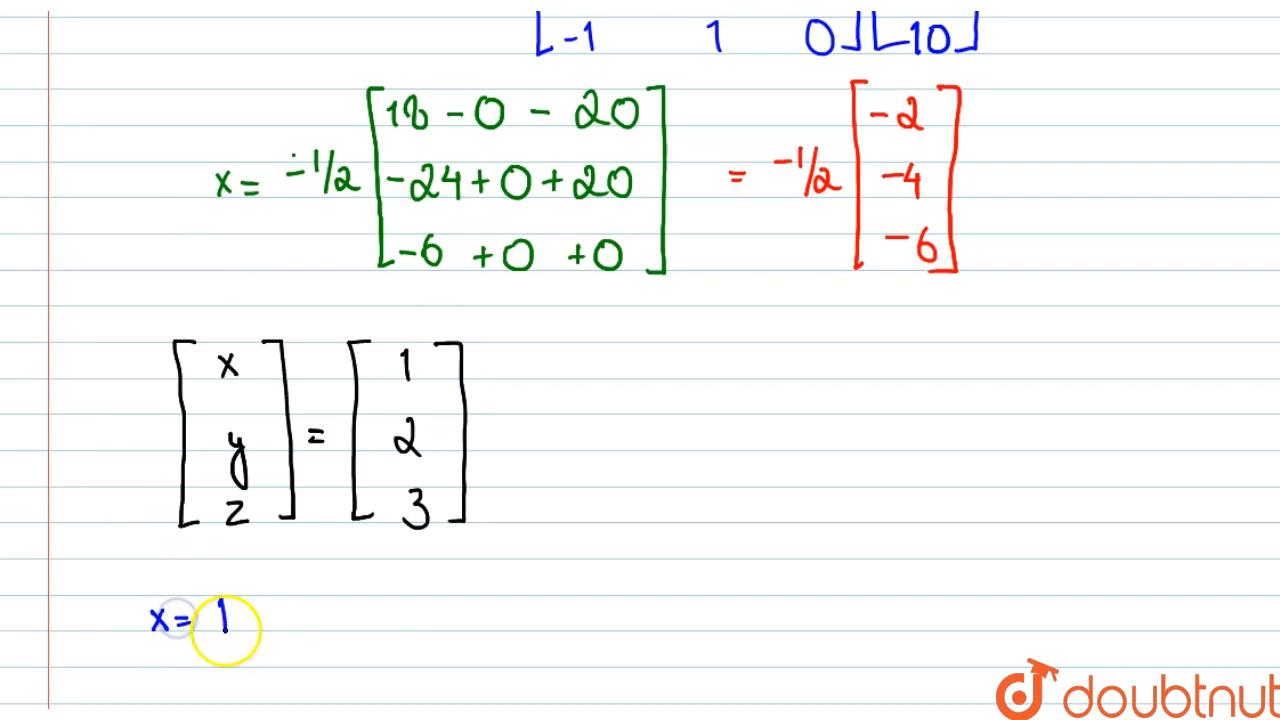 -1 1 0 -10
18 - 0 - 20 -2
x = -1/2 -24 + 0 + 20 = -1/2 -4
-6 + 0 + 0 -6
x 1
y = 2
z 3
x = 1
doubtnut